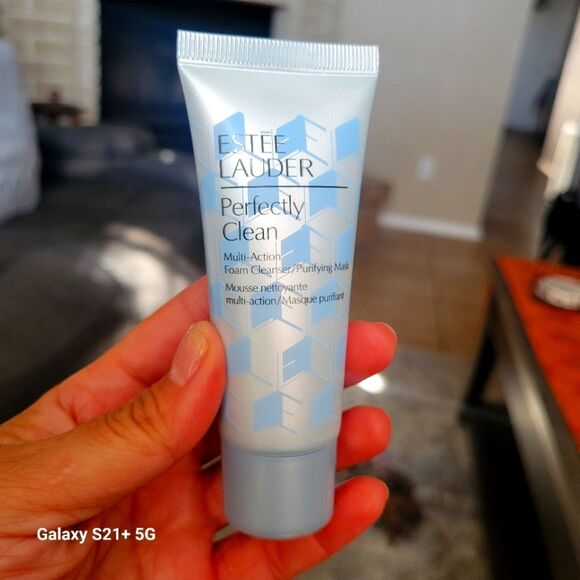 ESTĒE
LAUDER
Perfectly
Clean
Multi-Action
Foam Cleanser/Purifying Mask
Mousse nettoyante
multi-action/Masque purifiant
Galaxy S21+ 5G